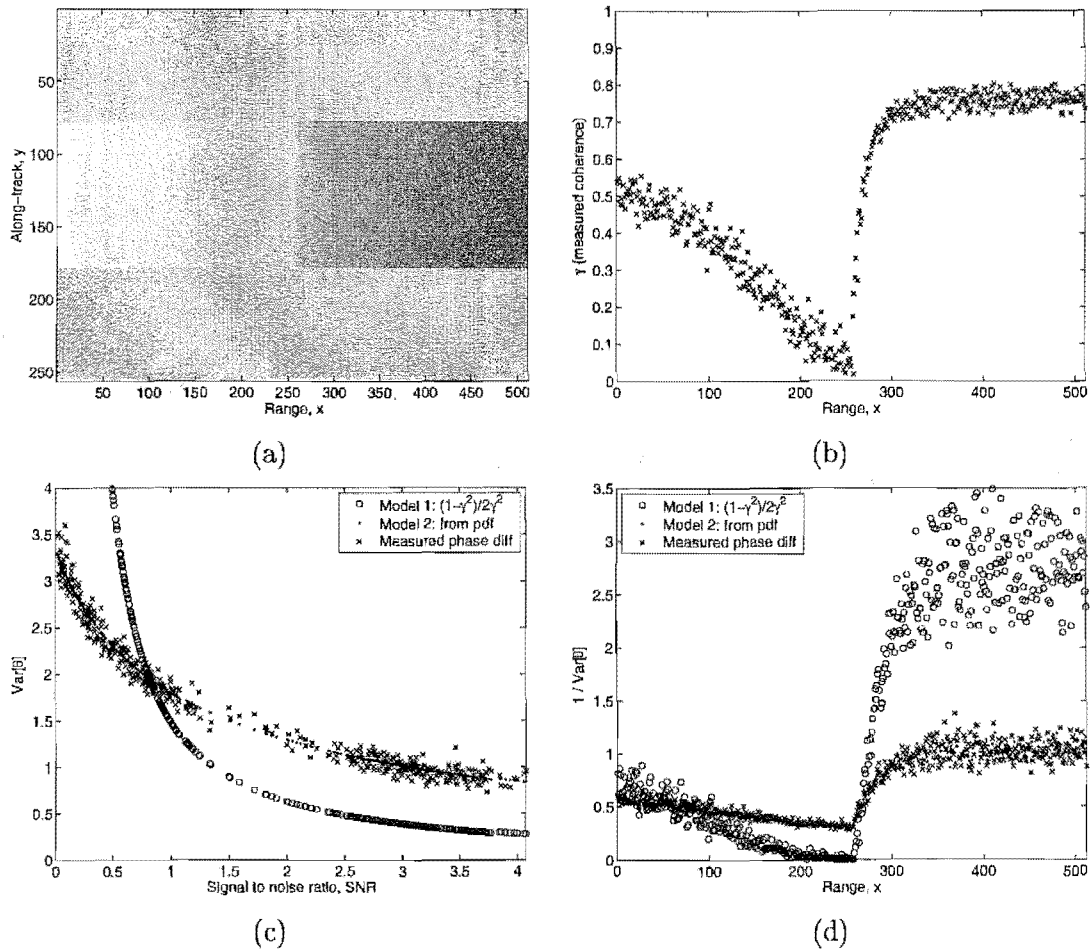 Along-track, y
50
100
150
200
250
50 100 150 200 250 300 350 400 450 500
Range, x
(a)
γ (measured coherence)
1
0.9
0.8
0.7
0.6
0.5
0.4
0.3
0.2
0.1
0
0 100 200 300 400 500
Range, x
(b)
Var[θ]
4
3.5
3
2.5
2
1.5
1
0.5
0
Model 1: (1-γ²)/2γ²
Model 2: from pdf
Measured phase diff
0 0.5 1 1.5 2 2.5 3 3.5 4
Signal to noise ratio, SNR
(c)
1 / Var[θ]
3.5
3
2.5
2
1.5
1
0.5
0
Model 1: (1-γ²)/2γ²
Model 2: from pdf
Measured phase diff
0 100 200 300 400 500
Range, x
(d)